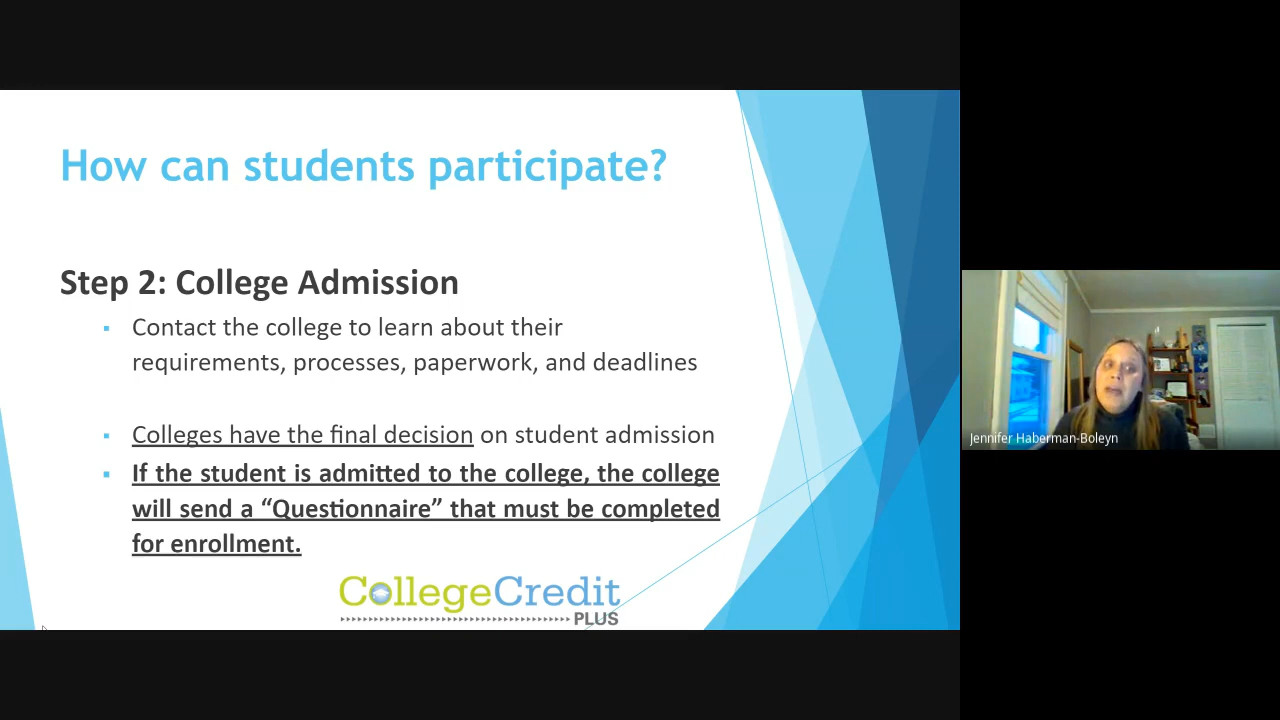 How can students participate?
Step 2: College Admission
Contact the college to learn about their
requirements, processes, paperwork, and deadlines
Colleges have the final decision on student admission
If the student is admitted to the college, the college
will send a “Questionnaire” that must be completed
for enrollment.
CollegeCredit
PLUS
Jennifer Haberman-Boleyn